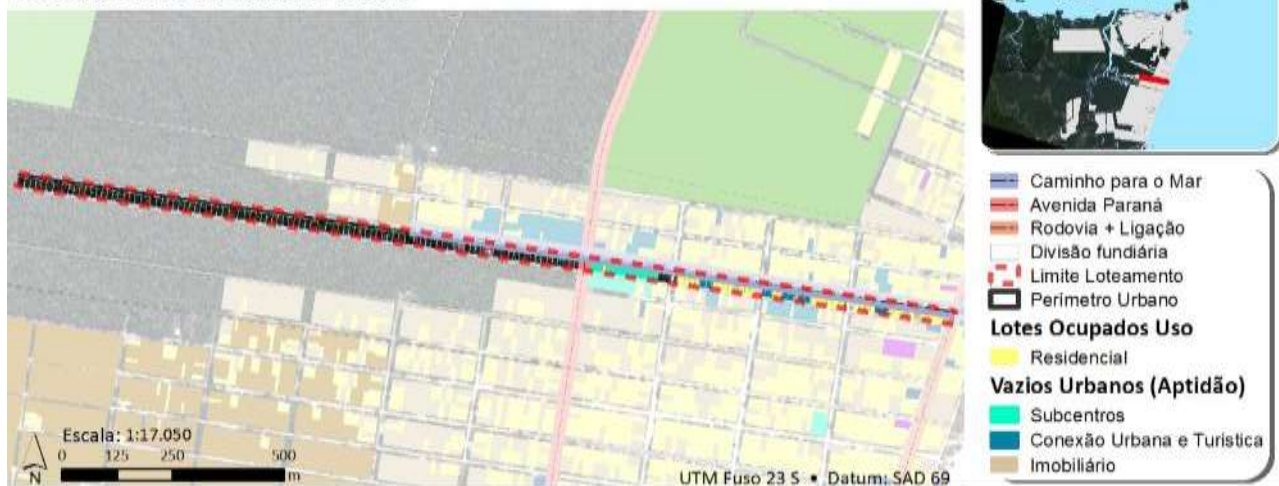 Caminho para o Mar
Avenida Paraná
Rodovia + Ligação
Divisão fundiária
Limite Loteamento
Perímetro Urbano
Lotes Ocupados Uso
Residencial
Vazios Urbanos (Aptidão)
Subcentros
Conexão Urbana e Turística
Imobiliário
Escala: 1:17.050
0 125 250 500
m
N
UTM Fuso 23 S • Datum: SAD 69